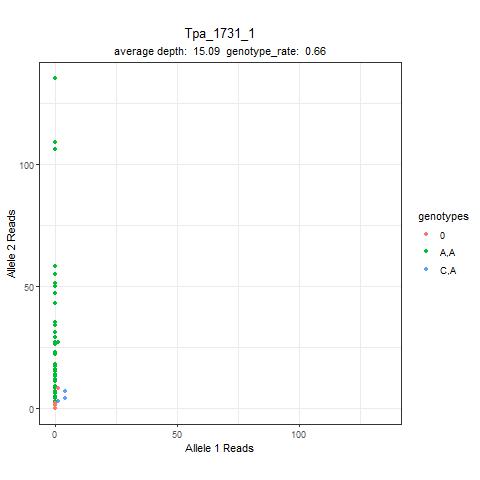 Tpa_1731_1
average depth: 15.09 genotype_rate: 0.66
100
50
0
Allele 2 Reads
0 50 100
Allele 1 Reads
genotypes
0
A,A
C,A